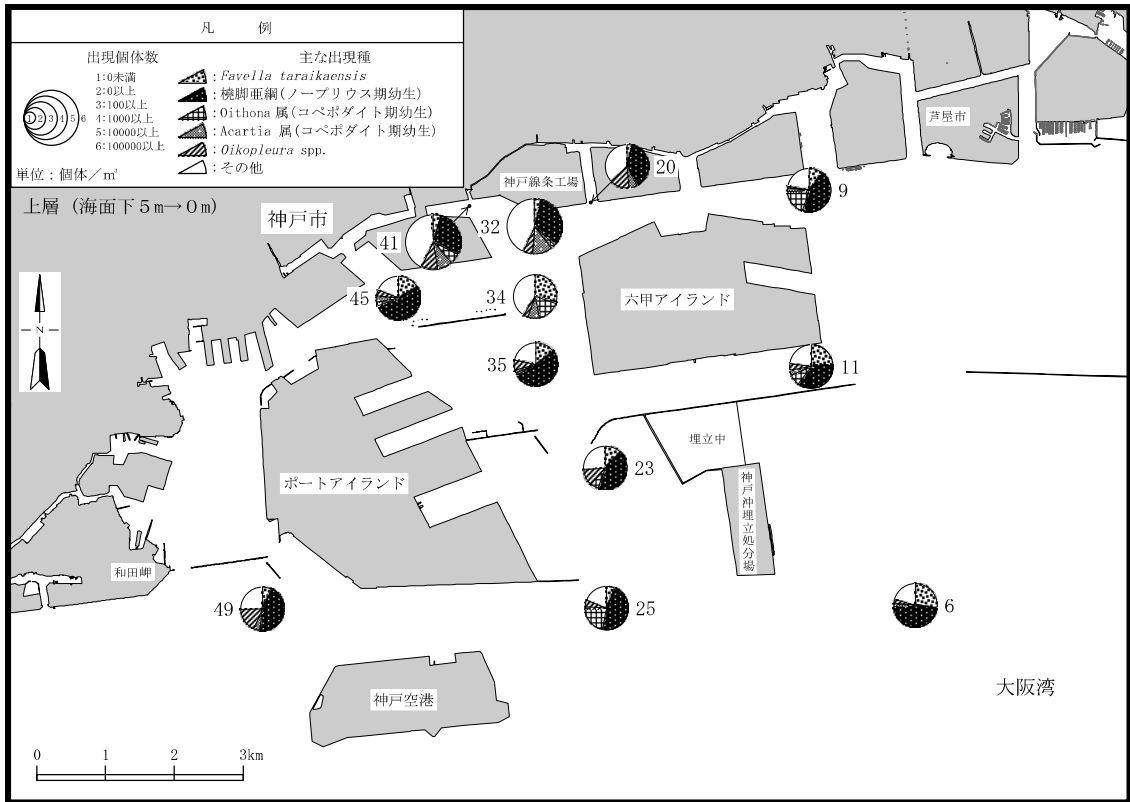 凡　例
出現個体数
1:0未満
2:0以上
3:100以上
4:1000以上
5:10000以上
6:100000以上
1 2 3 4 5 6
単位：個体／㎥
主な出現種
：Favella taraikaensis
：橈脚亜綱(ノープリウス期幼生)
：Oithona 属(コペポダイト期幼生)
：Acartia 属(コペポダイト期幼生)
：Oikopleura spp.
：その他
上層（海面下５m→０m）
神戸市
芦屋市
神戸線条工場
20
9
41
32
45
34
六甲アイランド
35
11
N
埋立中
23
ポートアイランド
神戸沖埋立処分場
和田岬
49
25
6
大阪湾
神戸空港
0 1 2 3km